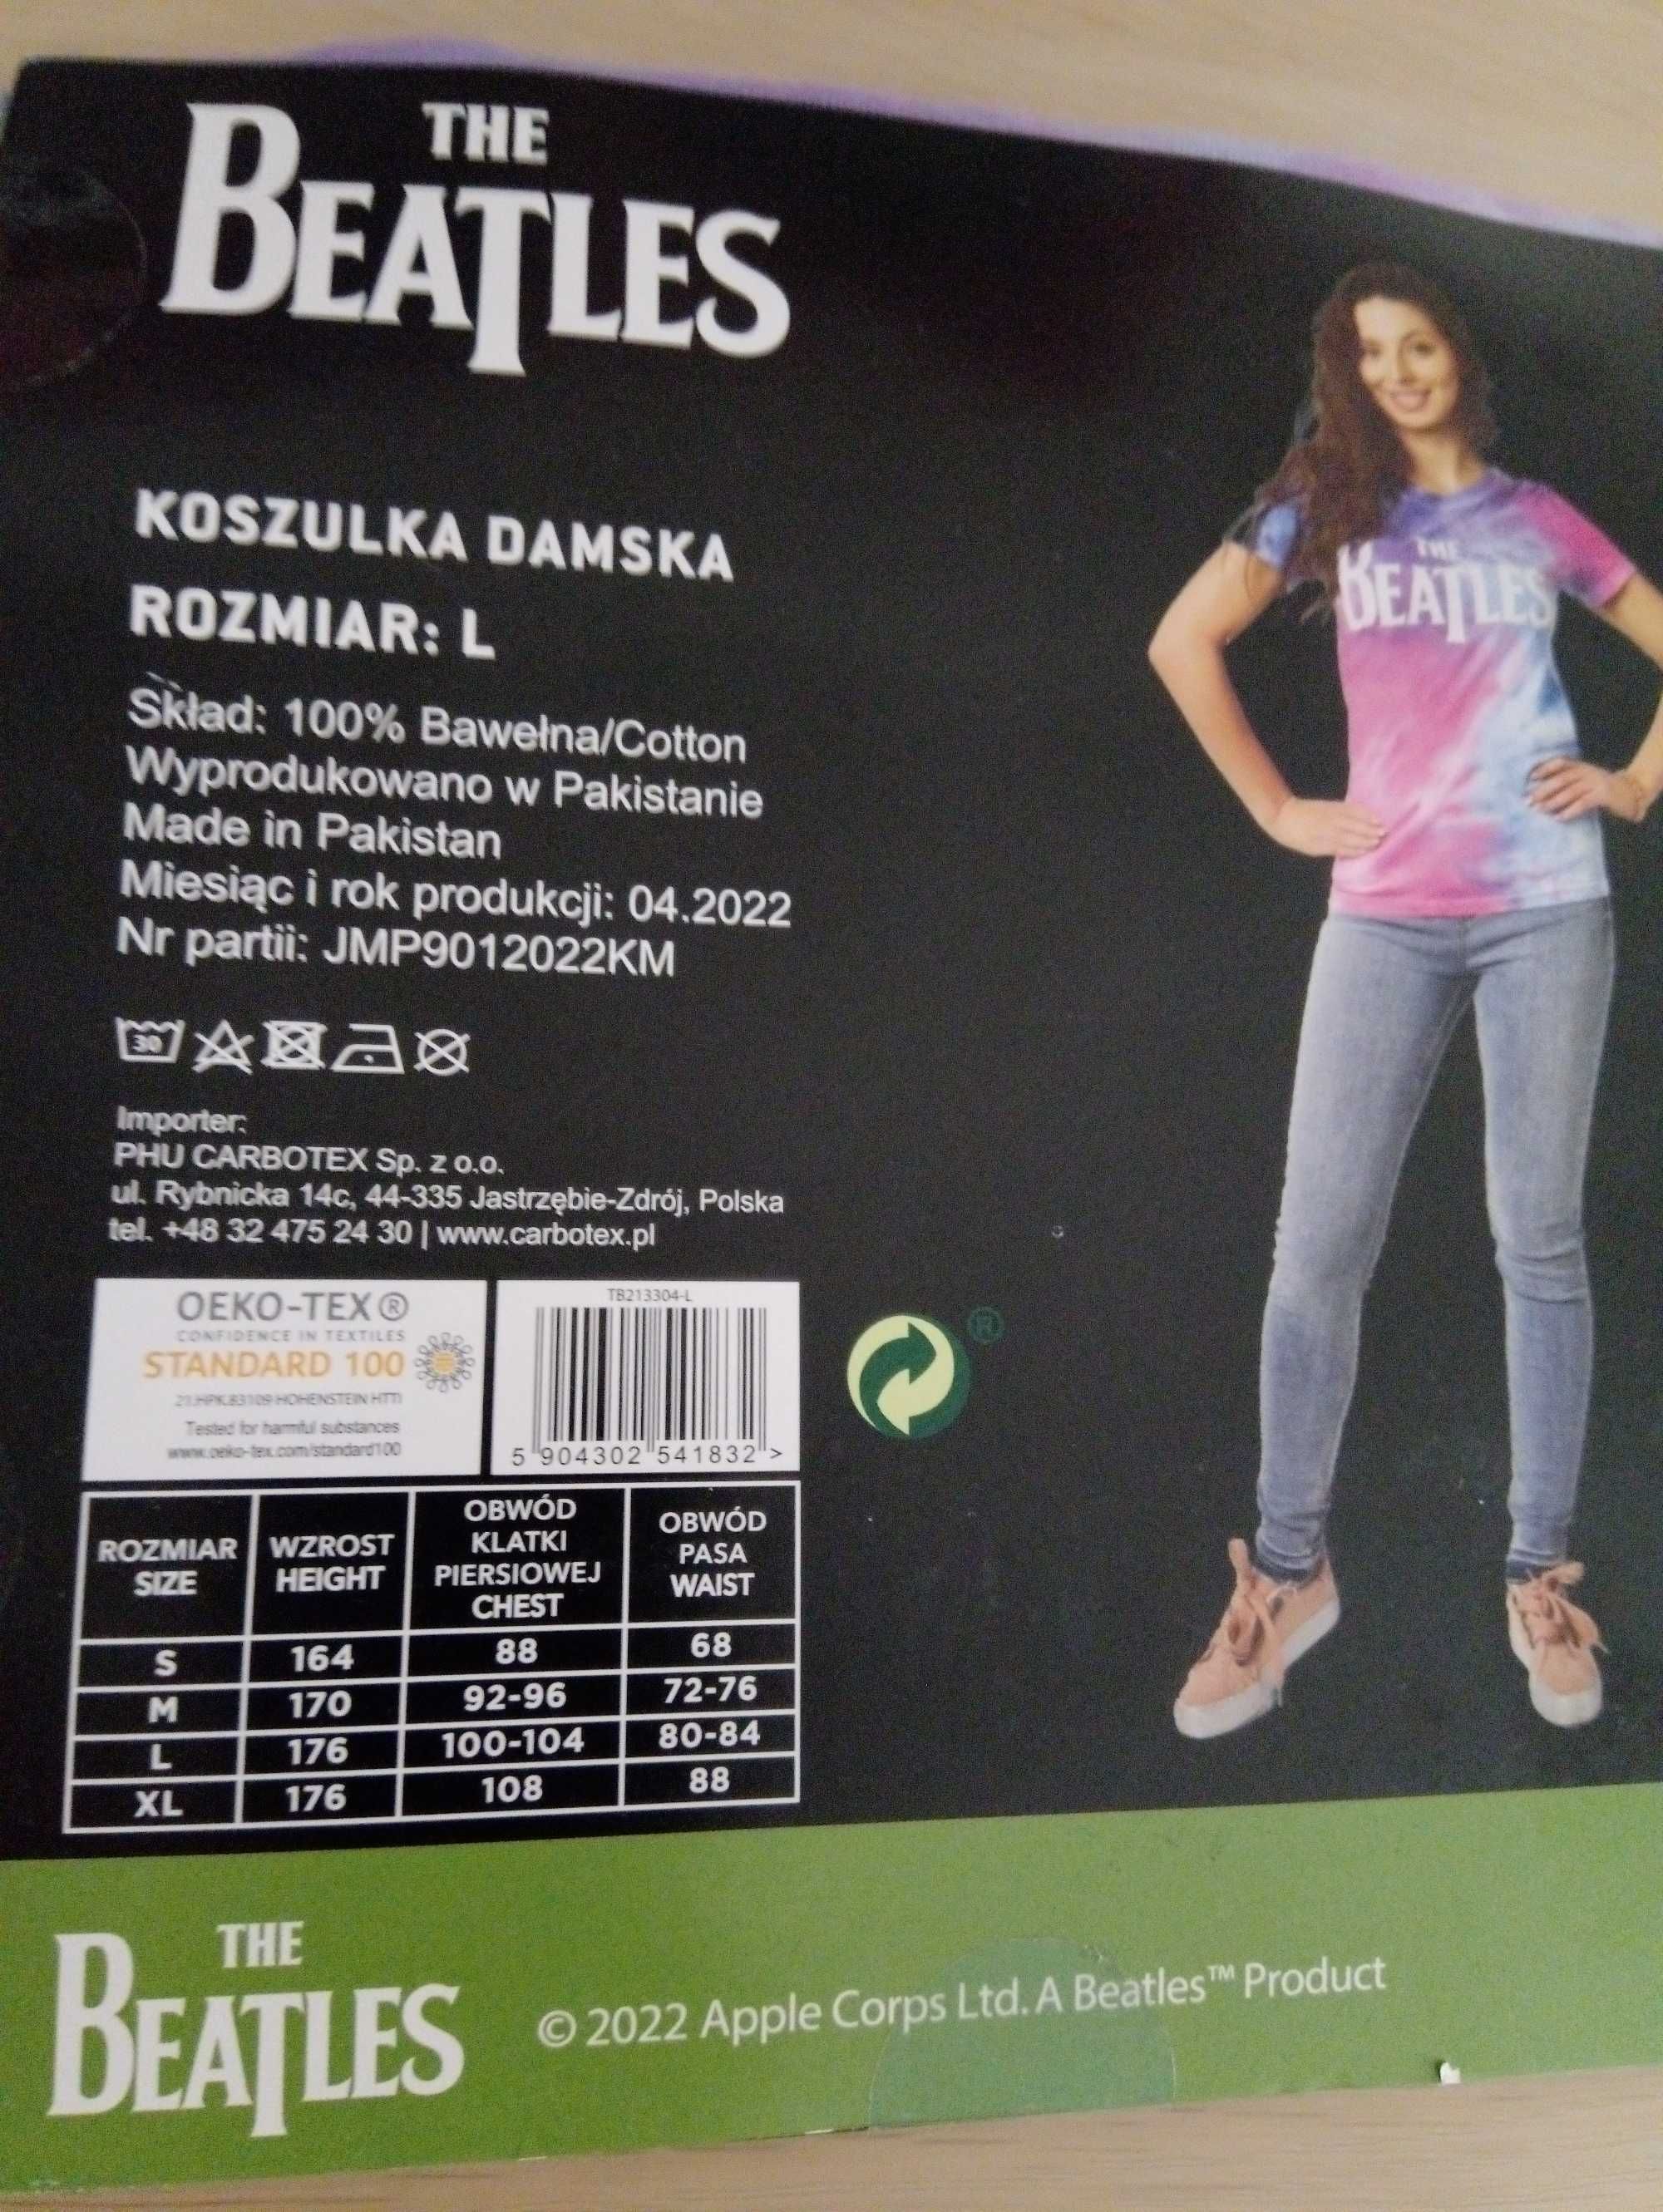 THE
BEATLES
KOSZULKA DAMSKA
ROZMIAR: L
Skład: 100% Bawełna/Cotton
Wyprodukowano w Pakistanie
Made in Pakistan
Miesiąc i rok produkcji: 04.2022
Nr partii: JMP9012022KM
30
Importer:
PHU CARBOTEX Sp. z o.o.
ul. Rybnicka 14c, 44-335 Jastrzębie-Zdrój, Polska
tel. +48 32 475 24 30 | www.carbotex.pl
OEKO-TEX®
CONFIDENCE IN TEXTILES
STANDARD 100
21.HPK.83109 HOHENSTEIN HTTI
Tested for harmful substances
www.oeko-tex.com/standard100
TB213304-L
5 904302 541832 >
®
ROZMIAR SIZE WZROST HEIGHT OBWÓD KLATKI PIERSIOWEJ CHEST OBWÓD PASA WAIST
S 164 88 68
M 170 92-96 72-76
L 176 100-104 80-84
XL 176 108 88
THE
BEATLES
THE
BEATLES
© 2022 Apple Corps Ltd. A Beatles™ Product